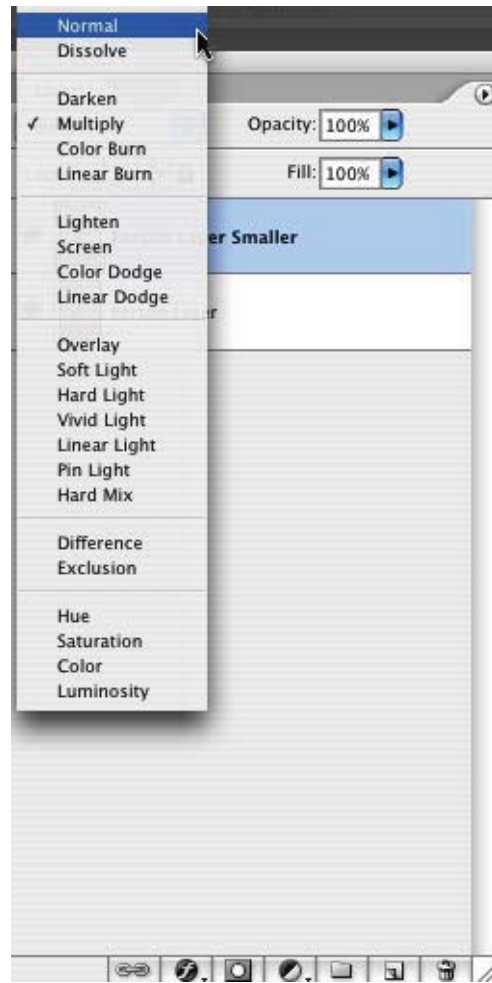 Normal
Dissolve
Darken
✓ Multiply
Color Burn
Linear Burn
Lighten
Screen
Color Dodge
Linear Dodge
Overlay
Soft Light
Hard Light
Vivid Light
Linear Light
Pin Light
Hard Mix
Difference
Exclusion
Hue
Saturation
Color
Luminosity
Opacity: 100%
Fill: 100%
Smaller